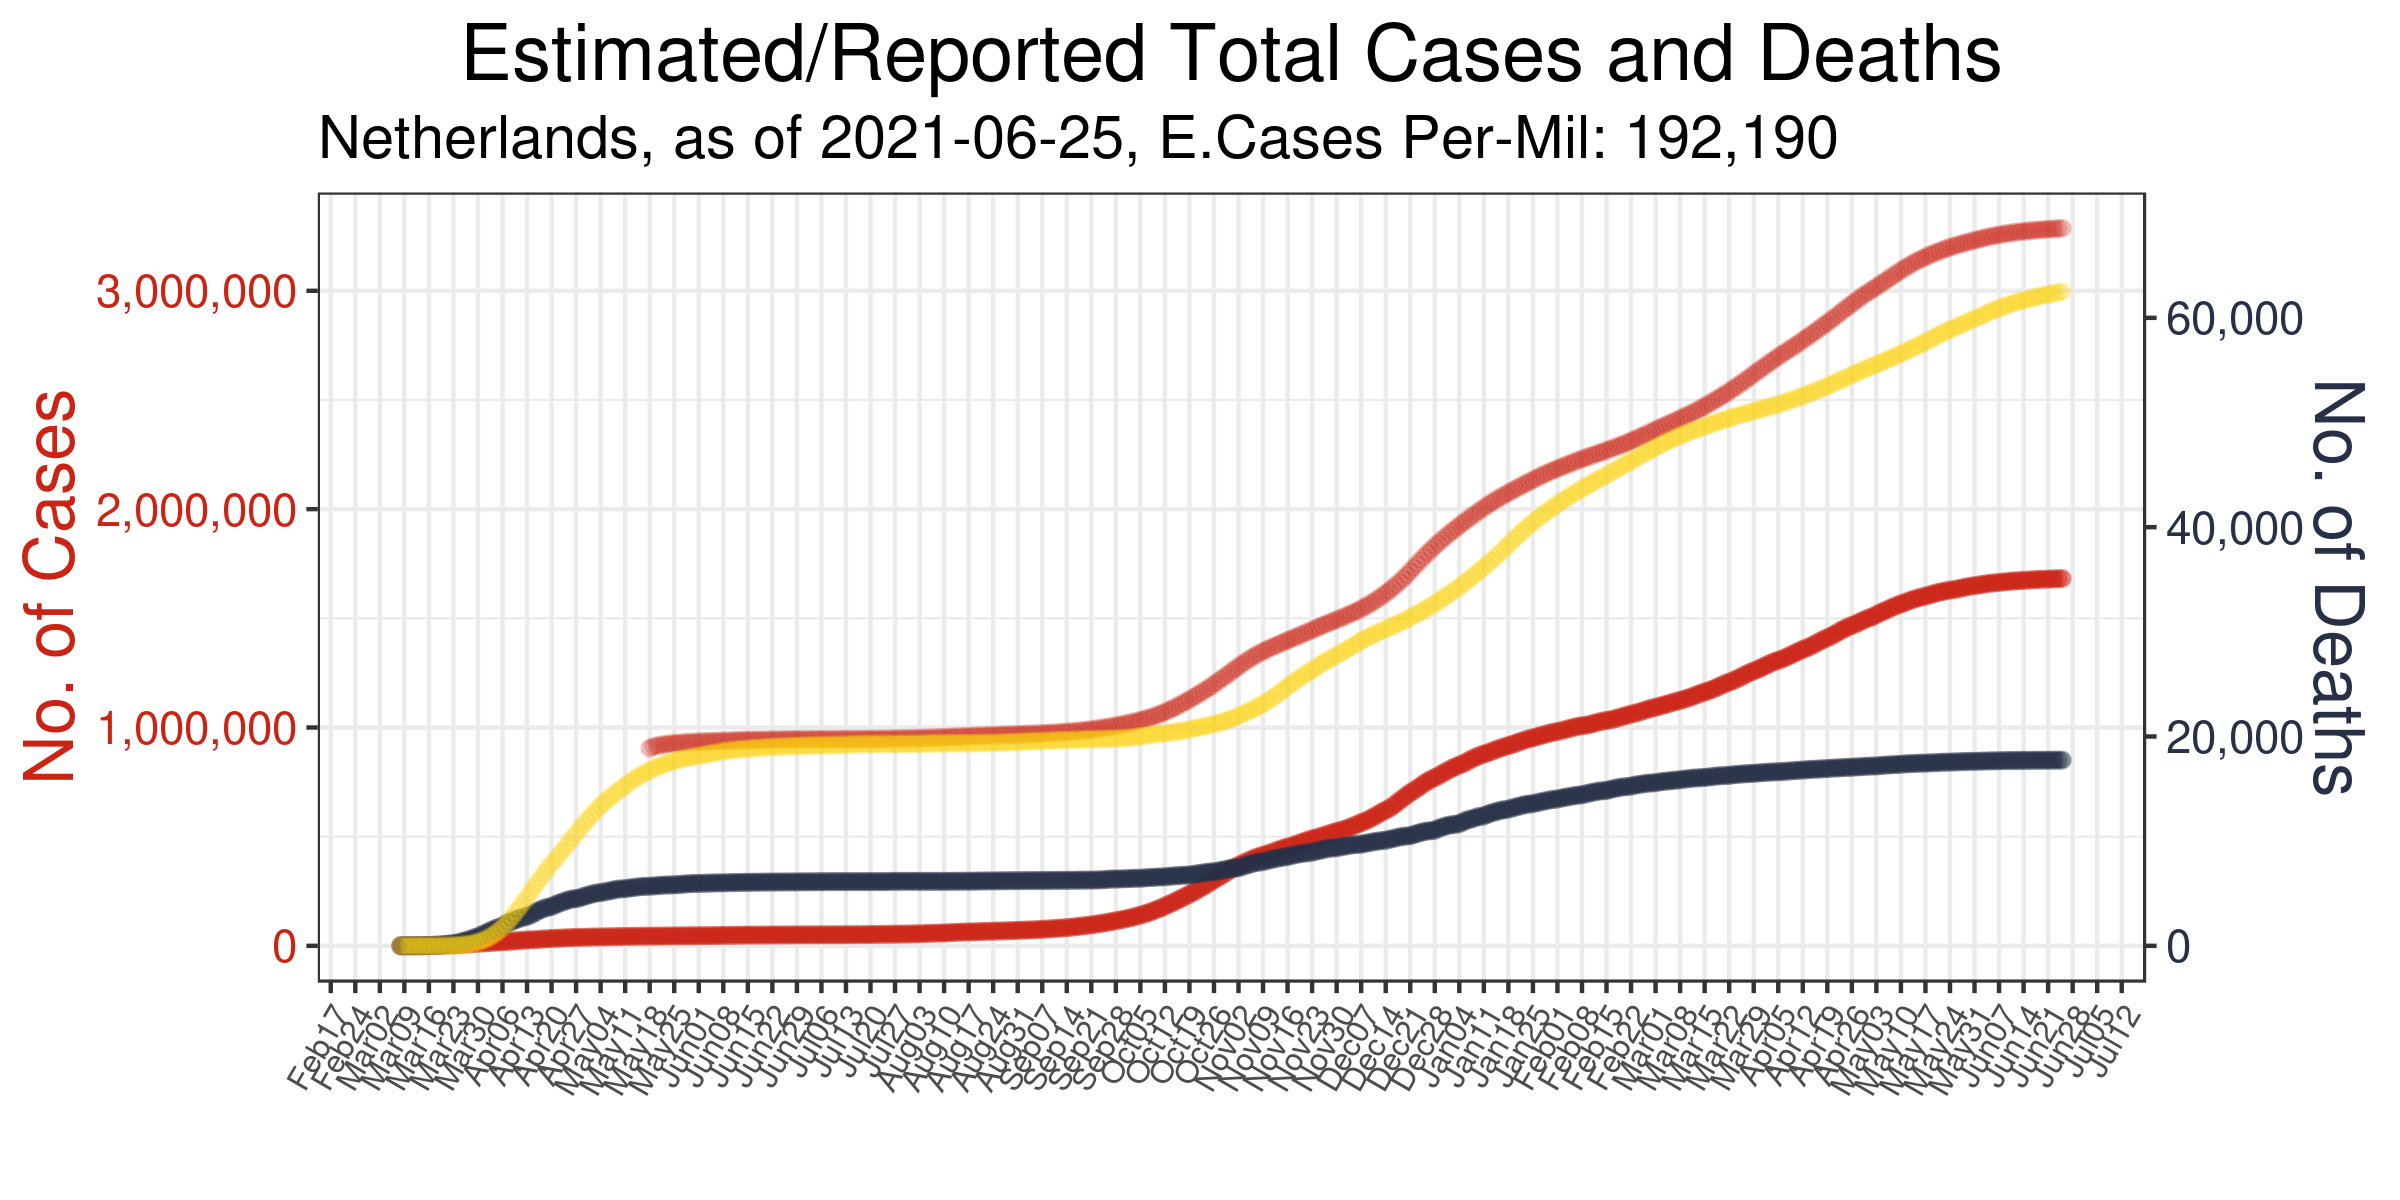 Estimated/Reported Total Cases and Deaths
Netherlands, as of 2021-06-25, E.Cases Per-Mil: 192,190
No. of Cases
3,000,000
2,000,000
1,000,000
0
60,000
40,000
20,000
0
No. of Deaths
Feb17
Feb24
Mar02
Mar09
Mar16
Mar23
Mar30
Apr06
Apr13
Apr20
Apr27
May04
May11
May18
May25
Jun01
Jun08
Jun15
Jun22
Jun29
Jul06
Jul13
Jul20
Jul27
Aug03
Aug10
Aug17
Aug24
Aug31
Sep07
Sep14
Sep21
Sep28
Oct05
Oct12
Oct19
Oct26
Nov02
Nov09
Nov16
Nov23
Nov30
Dec07
Dec14
Dec21
Dec28
Jan04
Jan11
Jan18
Jan25
Feb01
Feb08
Feb15
Feb22
Mar01
Mar08
Mar15
Mar22
Mar29
Apr05
Apr12
Apr19
Apr26
May03
May10
May17
May24
May31
Jun07
Jun14
Jun21
Jun28
Jul05
Jul12